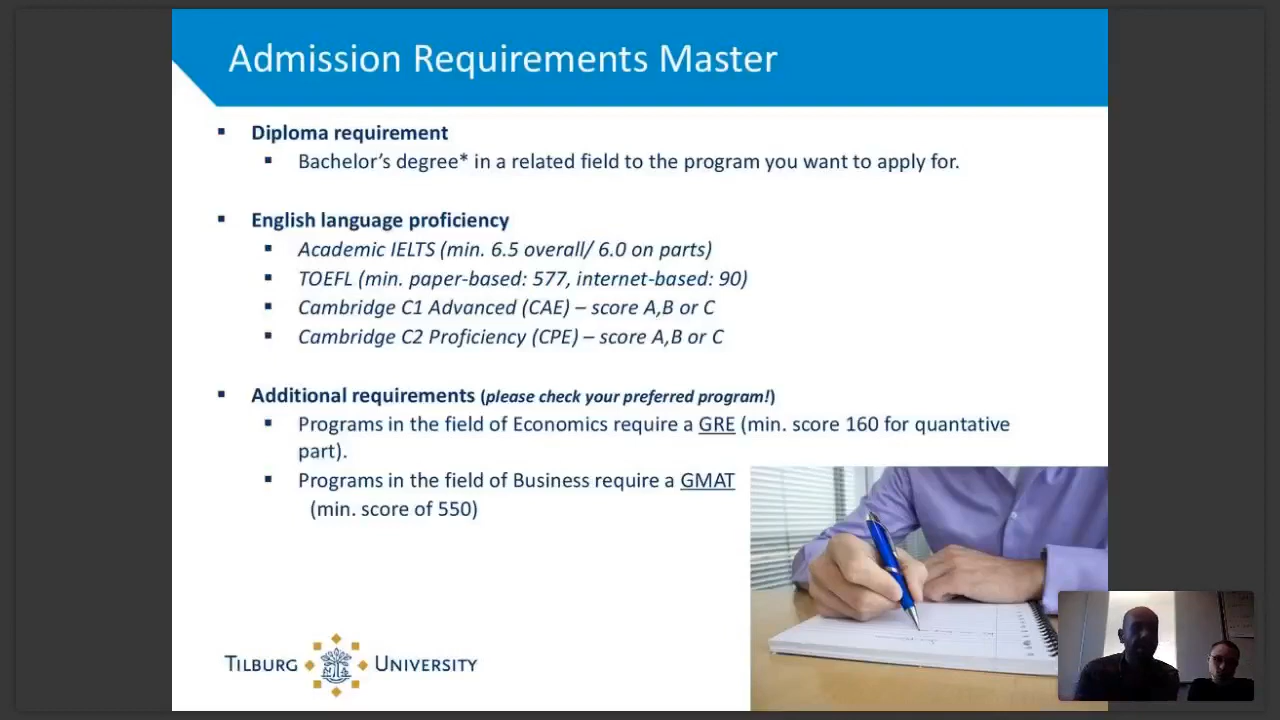 Admission Requirements Master
▪ Diploma requirement
▪ Bachelor's degree* in a related field to the program you want to apply for.
▪ English language proficiency
▪ Academic IELTS (min. 6.5 overall/ 6.0 on parts)
▪ TOEFL (min. paper-based: 577, internet-based: 90)
▪ Cambridge C1 Advanced (CAE) – score A,B or C
▪ Cambridge C2 Proficiency (CPE) – score A,B or C
▪ Additional requirements (please check your preferred program!)
▪ Programs in the field of Economics require a GRE (min. score 160 for quantative
part).
▪ Programs in the field of Business require a GMAT
(min. score of 550)
TILBURG UNIVERSITY